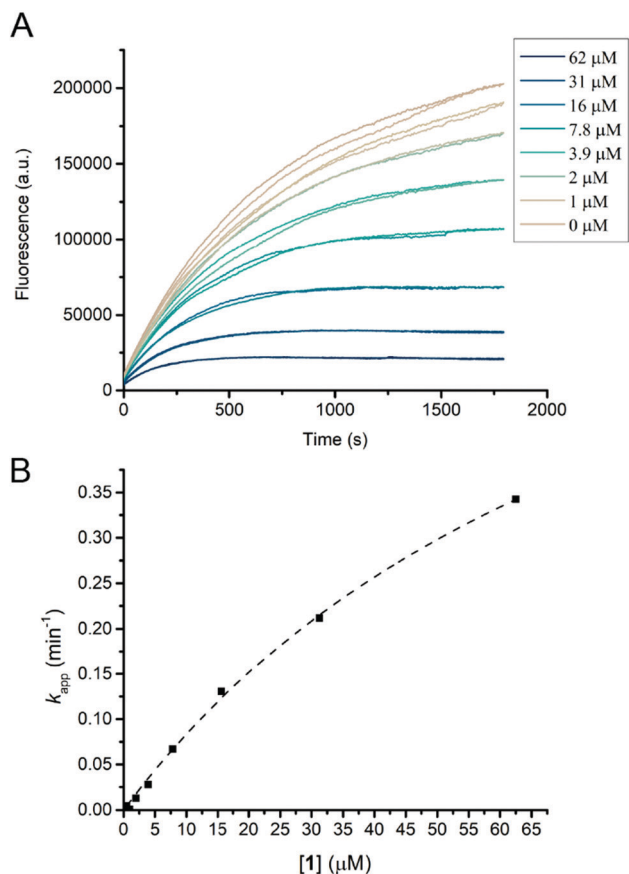 A
200000
150000
100000
50000
0
Fluorescence (a.u.)
0 500 1000 1500 2000
Time (s)
62 μM
31 μM
16 μM
7.8 μM
3.9 μM
2 μM
1 μM
0 μM
B
0.35
0.30
0.25
0.20
0.15
0.10
0.05
0.00
k app (min-1)
0 5 10 15 20 25 30 35 40 45 50 55 60 65
[1] (μM)